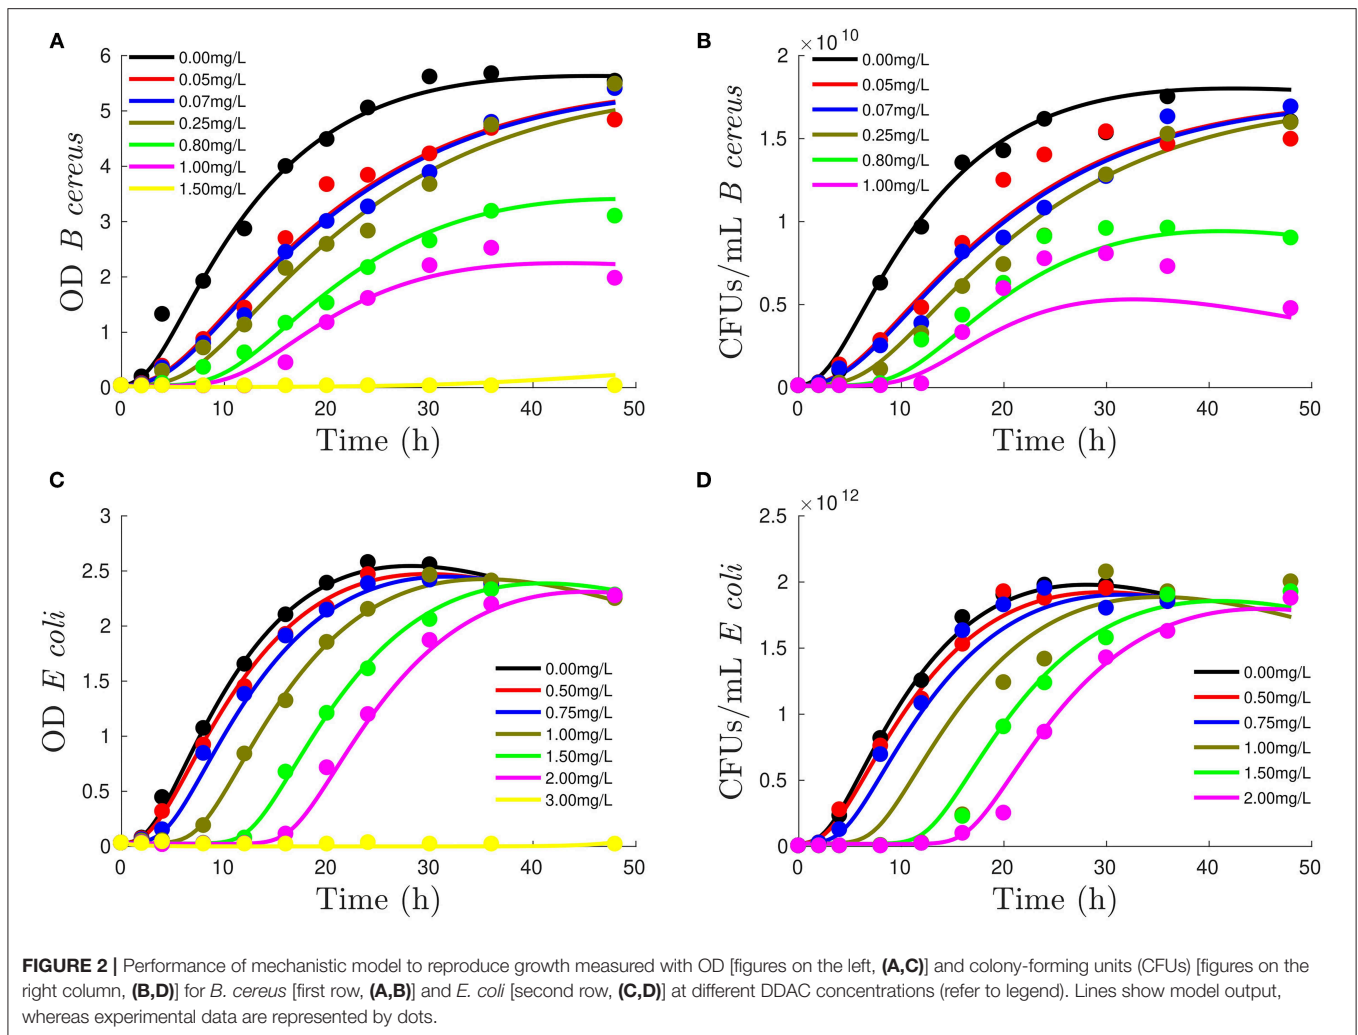 A
0.00mg/L
0.05mg/L
0.07mg/L
0.25mg/L
0.80mg/L
1.00mg/L
1.50mg/L
6
5
4
3
2
1
0
OD B cereus
0 10 20 30 40 50
Time (h)
B
×10 10
0.00mg/L
0.05mg/L
0.07mg/L
0.25mg/L
0.80mg/L
1.00mg/L
2
1.5
1
0.5
0
CFUs/mL B cereus
0 10 20 30 40 50
Time (h)
C
3
2.5
2
1.5
1
0.5
0
OD E coli
0.00mg/L
0.50mg/L
0.75mg/L
1.00mg/L
1.50mg/L
2.00mg/L
3.00mg/L
0 10 20 30 40 50
Time (h)
D
×10 12
2.5
2
1.5
1
0.5
0
CFUs/mL E coli
0.00mg/L
0.50mg/L
0.75mg/L
1.00mg/L
1.50mg/L
2.00mg/L
0 10 20 30 40 50
Time (h)
FIGURE 2 | Performance of mechanistic model to reproduce growth measured with OD [figures on the left, (A,C)] and colony-forming units (CFUs) [figures on the
right column, (B,D)] for B. cereus [first row, (A,B)] and E. coli [second row, (C,D)] at different DDAC concentrations (refer to legend). Lines show model output,
whereas experimental data are represented by dots.